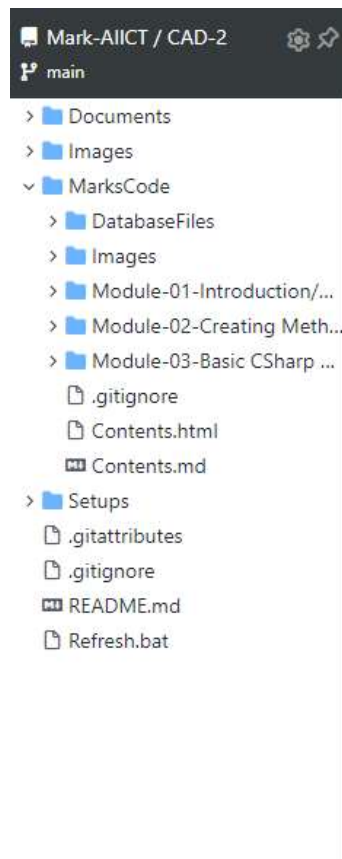 Mark-AIICT / CAD-2
main
Documents
Images
MarksCode
DatabaseFiles
Images
Module-01-Introduction/...
Module-02-Creating Meth...
Module-03-Basic CSharp ...
.gitignore
Contents.html
Contents.md
Setups
.gitattributes
.gitignore
README.md
Refresh.bat